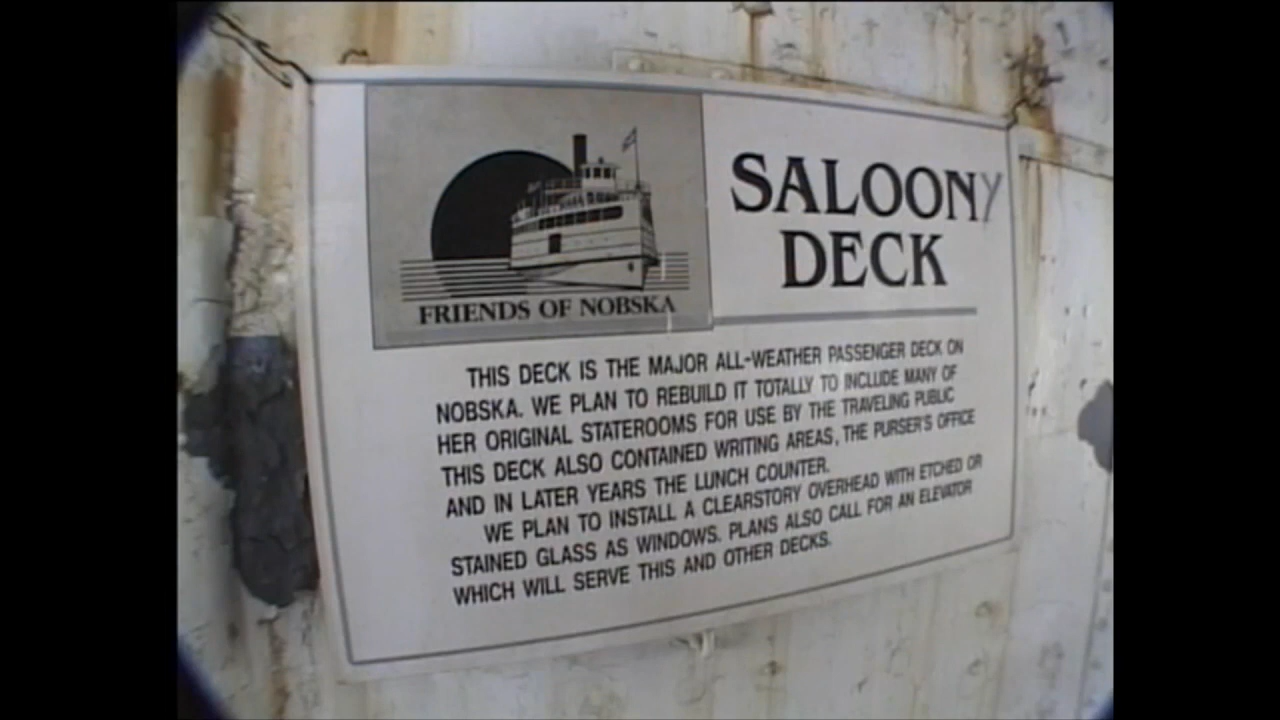 FRIENDS OF NOBSKA
SALOONY
DECK
THIS DECK IS THE MAJOR ALL-WEATHER PASSENGER DECK ON
NOBSKA. WE PLAN TO REBUILD IT TOTALLY TO INCLUDE MANY OF
HER ORIGINAL STATEROOMS FOR USE BY THE TRAVELING PUBLIC
THIS DECK ALSO CONTAINED WRITING AREAS, THE PURSER'S OFFICE
AND IN LATER YEARS THE LUNCH COUNTER.
WE PLAN TO INSTALL A CLEARSTORY OVERHEAD WITH ETCHED OR
STAINED GLASS AS WINDOWS. PLANS ALSO CALL FOR AN ELEVATOR
WHICH WILL SERVE THIS AND OTHER DECKS.